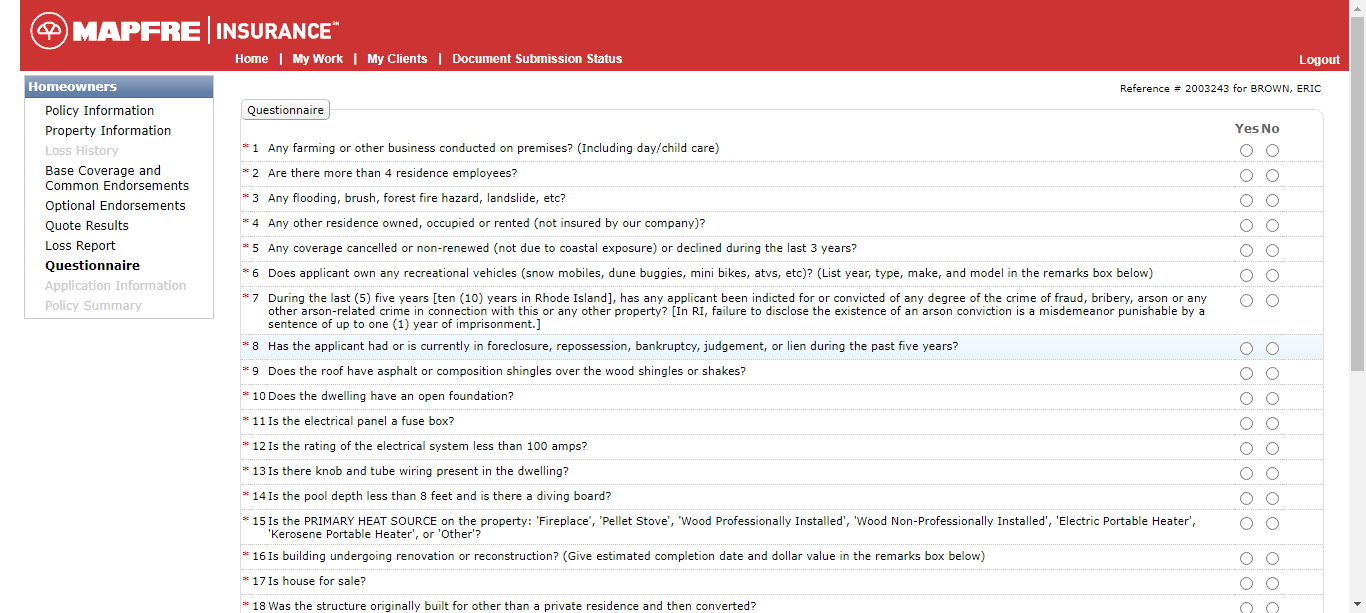 MAPFRE | INSURANCE℠
Home | My Work | My Clients | Document Submission Status
Logout
Homeowners
Policy Information
Property Information
Loss History
Base Coverage and
Common Endorsements
Optional Endorsements
Quote Results
Loss Report
Questionnaire
Application Information
Policy Summary
Reference # 2003243 for BROWN, ERIC
Questionnaire
Yes No
* 1 Any farming or other business conducted on premises? (Including day/child care)
* 2 Are there more than 4 residence employees?
* 3 Any flooding, brush, forest fire hazard, landslide, etc?
* 4 Any other residence owned, occupied or rented (not insured by our company)?
* 5 Any coverage cancelled or non-renewed (not due to coastal exposure) or declined during the last 3 years?
* 6 Does applicant own any recreational vehicles (snow mobiles, dune buggies, mini bikes, atvs, etc)? (List year, type, make, and model in the remarks box below)
* 7 During the last (5) five years [ten (10) years in Rhode Island], has any applicant been indicted for or convicted of any degree of the crime of fraud, bribery, arson or any
other arson-related crime in connection with this or any other property? [In RI, failure to disclose the existence of an arson conviction is a misdemeanor punishable by a
sentence of up to one (1) year of imprisonment.]
* 8 Has the applicant had or is currently in foreclosure, repossession, bankruptcy, judgement, or lien during the past five years?
* 9 Does the roof have asphalt or composition shingles over the wood shingles or shakes?
* 10 Does the dwelling have an open foundation?
* 11 Is the electrical panel a fuse box?
* 12 Is the rating of the electrical system less than 100 amps?
* 13 Is there knob and tube wiring present in the dwelling?
* 14 Is the pool depth less than 8 feet and is there a diving board?
* 15 Is the PRIMARY HEAT SOURCE on the property: 'Fireplace', 'Pellet Stove', 'Wood Professionally Installed', 'Wood Non-Professionally Installed', 'Electric Portable Heater',
'Kerosene Portable Heater', or 'Other'?
* 16 Is building undergoing renovation or reconstruction? (Give estimated completion date and dollar value in the remarks box below)
* 17 Is house for sale?
* 18 Was the structure originally built for other than a private residence and then converted?